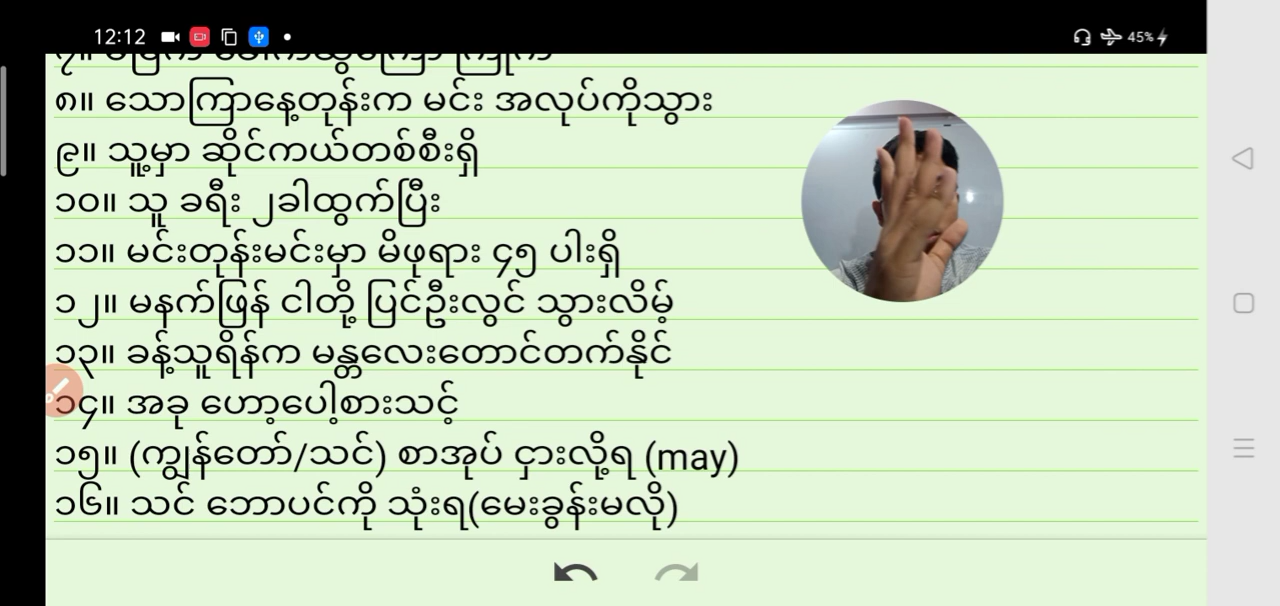 12:12
45%
၈။ သောကြာနေ့တုန်းက မင်း အလုပ်ကိုသွား
၉။ သူ့မှာ ဆိုင်ကယ်တစ်စီးရှိ
၁၀။ သူ ခရီး ၂ခါထွက်ပြီး
၁၁။ မင်းတုန်းမင်းမှာ မိဖုရား ၄၅ ပါးရှိ
၁၂။ မနက်ဖြန် ငါတို့ ပြင်ဦးလွင် သွားလိမ့်
၁၃။ ခန့်သူရိန်က မန္တလေးတောင်တက်နိုင်
၁၄။ အခု ဟော့ပေါ့စားသင့်
၁၅။ (ကျွန်တော်/သင်) စာအုပ် ငှားလို့ရ (may)
၁၆။ သင် ဘောပင်ကို သုံးရ(မေးခွန်းမလို)